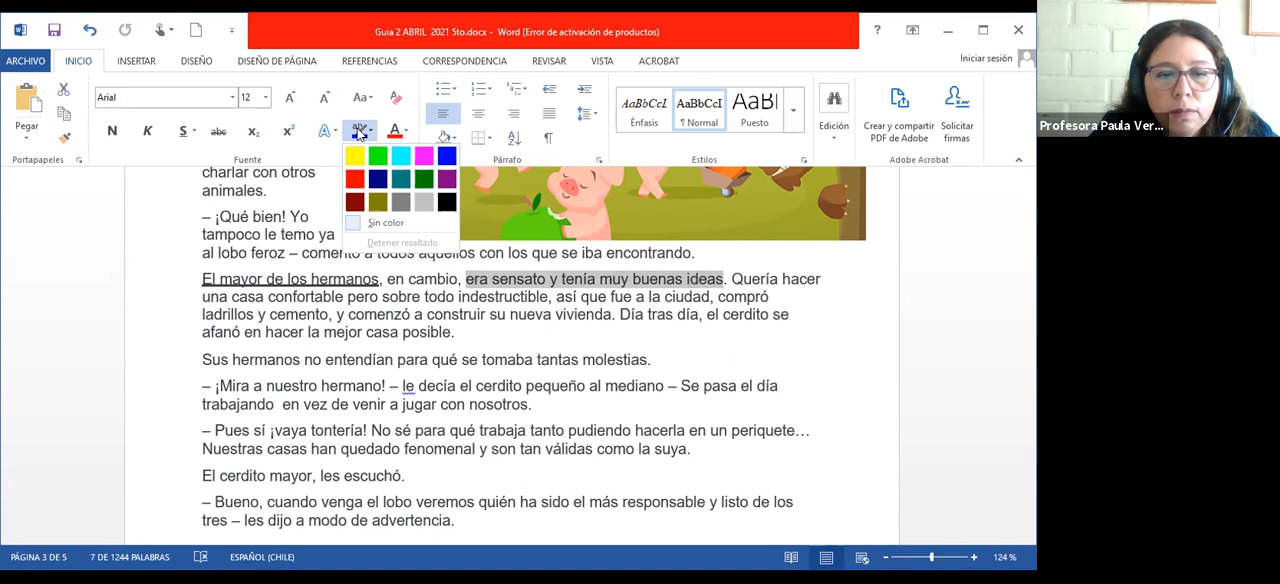 Guia 2 ABRIL 2021 5to.docx - Word (Error de activación de productos)
ARCHIVO INICIO INSERTAR DISEÑO DISEÑO DE PÁGINA REFERENCIAS CORRESPONDENCIA REVISAR VISTA ACROBAT Iniciar sesión
Pegar
Arial 12 Aa
N K S abc x₂ x² A A
AaBbCcL AaBbCcI AaBl
Énfasis ¶ Normal Puesto
Edición
Crear y compartir PDF de Adobe
Solicitar firmas
Portapapeles Fuente Párrafo Estilos Adobe Acrobat
Sin color
Detener resaltado
Profesora Paula Ver...
charlar con otros
animales.
– ¡Qué bien! Yo
tampoco le temo ya
al lobo feroz – comentó a todos aquellos con los que se iba encontrando.
El mayor de los hermanos, en cambio, era sensato y tenía muy buenas ideas. Quería hacer
una casa confortable pero sobre todo indestructible, así que fue a la ciudad, compró
ladrillos y cemento, y comenzó a construir su nueva vivienda. Día tras día, el cerdito se
afanó en hacer la mejor casa posible.
Sus hermanos no entendían para qué se tomaba tantas molestias.
– ¡Mira a nuestro hermano! – le decía el cerdito pequeño al mediano – Se pasa el día
trabajando en vez de venir a jugar con nosotros.
– Pues sí ¡vaya tontería! No sé para qué trabaja tanto pudiendo hacerla en un periquete…
Nuestras casas han quedado fenomenal y son tan válidas como la suya.
El cerdito mayor, les escuchó.
– Bueno, cuando venga el lobo veremos quién ha sido el más responsable y listo de los
tres – les dijo a modo de advertencia.
PÁGINA 3 DE 5 7 DE 1244 PALABRAS ESPAÑOL (CHILE) 124 %